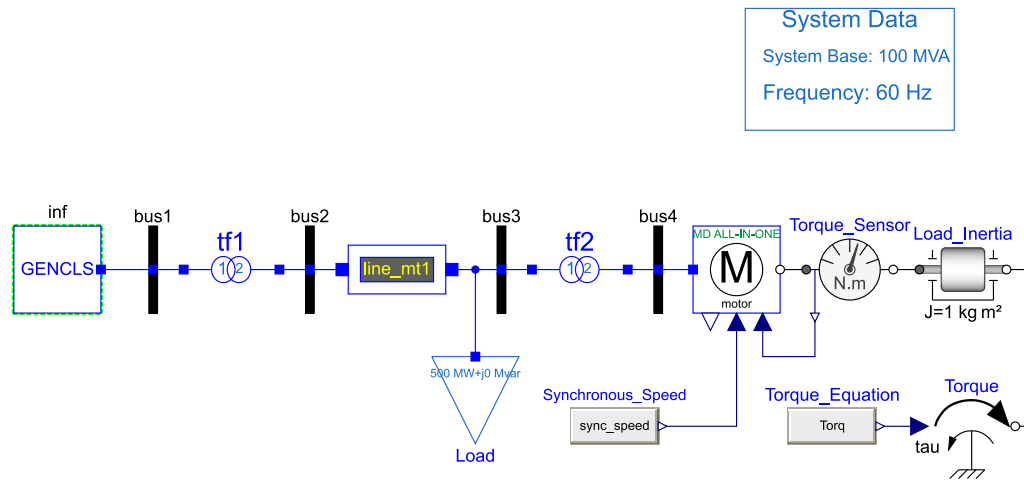 System Data
System Base: 100 MVA
Frequency: 60 Hz
inf
bus1
bus2
bus3
bus4
tf1
tf2
GENCLS
1 2
line_mt1
1 2
MD ALL-IN-ONE
M
motor
Torque_Sensor
N.m
Load_Inertia
J=1 kg m²
500 MW+j0 Mvar
Load
Synchronous_Speed
sync_speed
Torque_Equation
Torq
Torque
tau